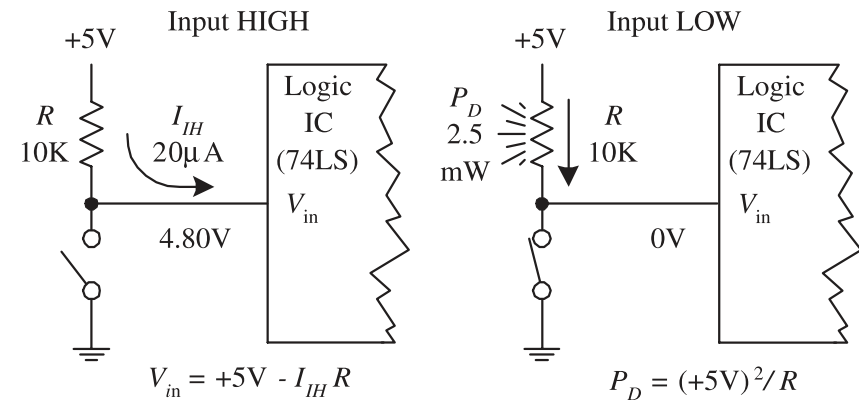 Input HIGH
+5V
R
10K
I_IH
20μA
Logic
IC
(74LS)
V_in
4.80V
V_in = +5V - I_IH R
Input LOW
+5V
P_D
2.5
mW
R
10K
Logic
IC
(74LS)
V_in
0V
P_D = (+5V)²/R